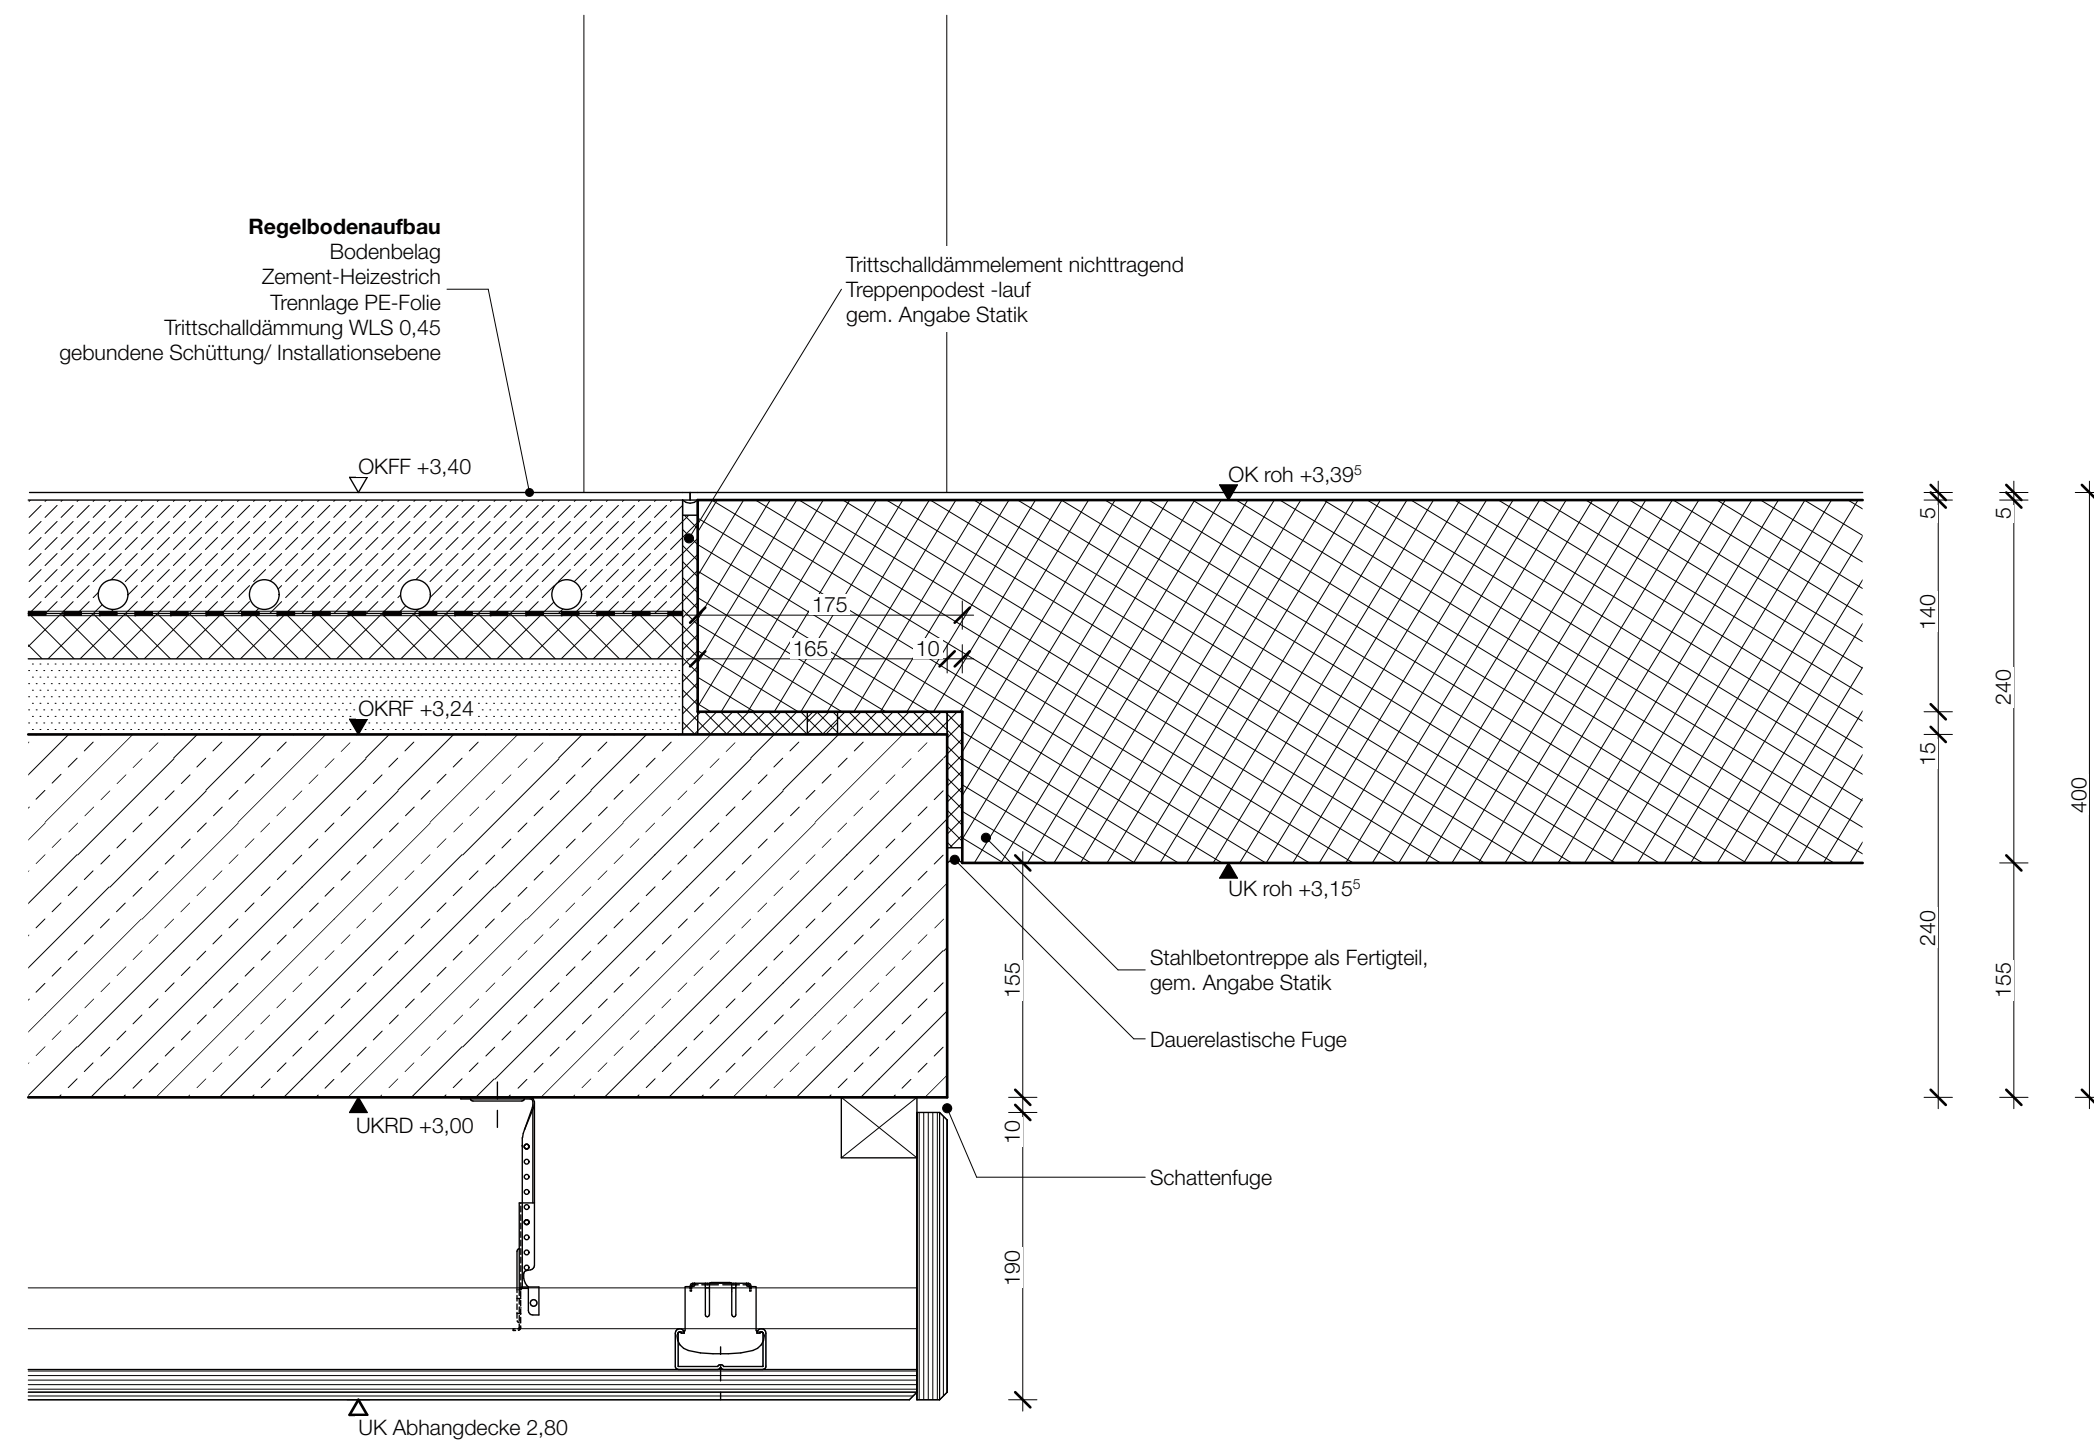 Regelbodenaufbau
Bodenbelag
Zement-Heizestrich
Trennlage PE-Folie
Trittschalldämmung WLS 0,45
gebundene Schüttung/ Installationsebene
Trittschalldämmelement nichttragend
Treppenpodest -lauf
gem. Angabe Statik
OKFF +3,40
OK roh +3,39⁵
5
5
140
175
165
10
240
OKRF +3,24
15
400
UK roh +3,15⁵
240
Stahlbetontreppe als Fertigteil,
gem. Angabe Statik
155
155
Dauerelastische Fuge
UKRD +3,00
10
Schattenfuge
190
UK Abhangdecke 2,80